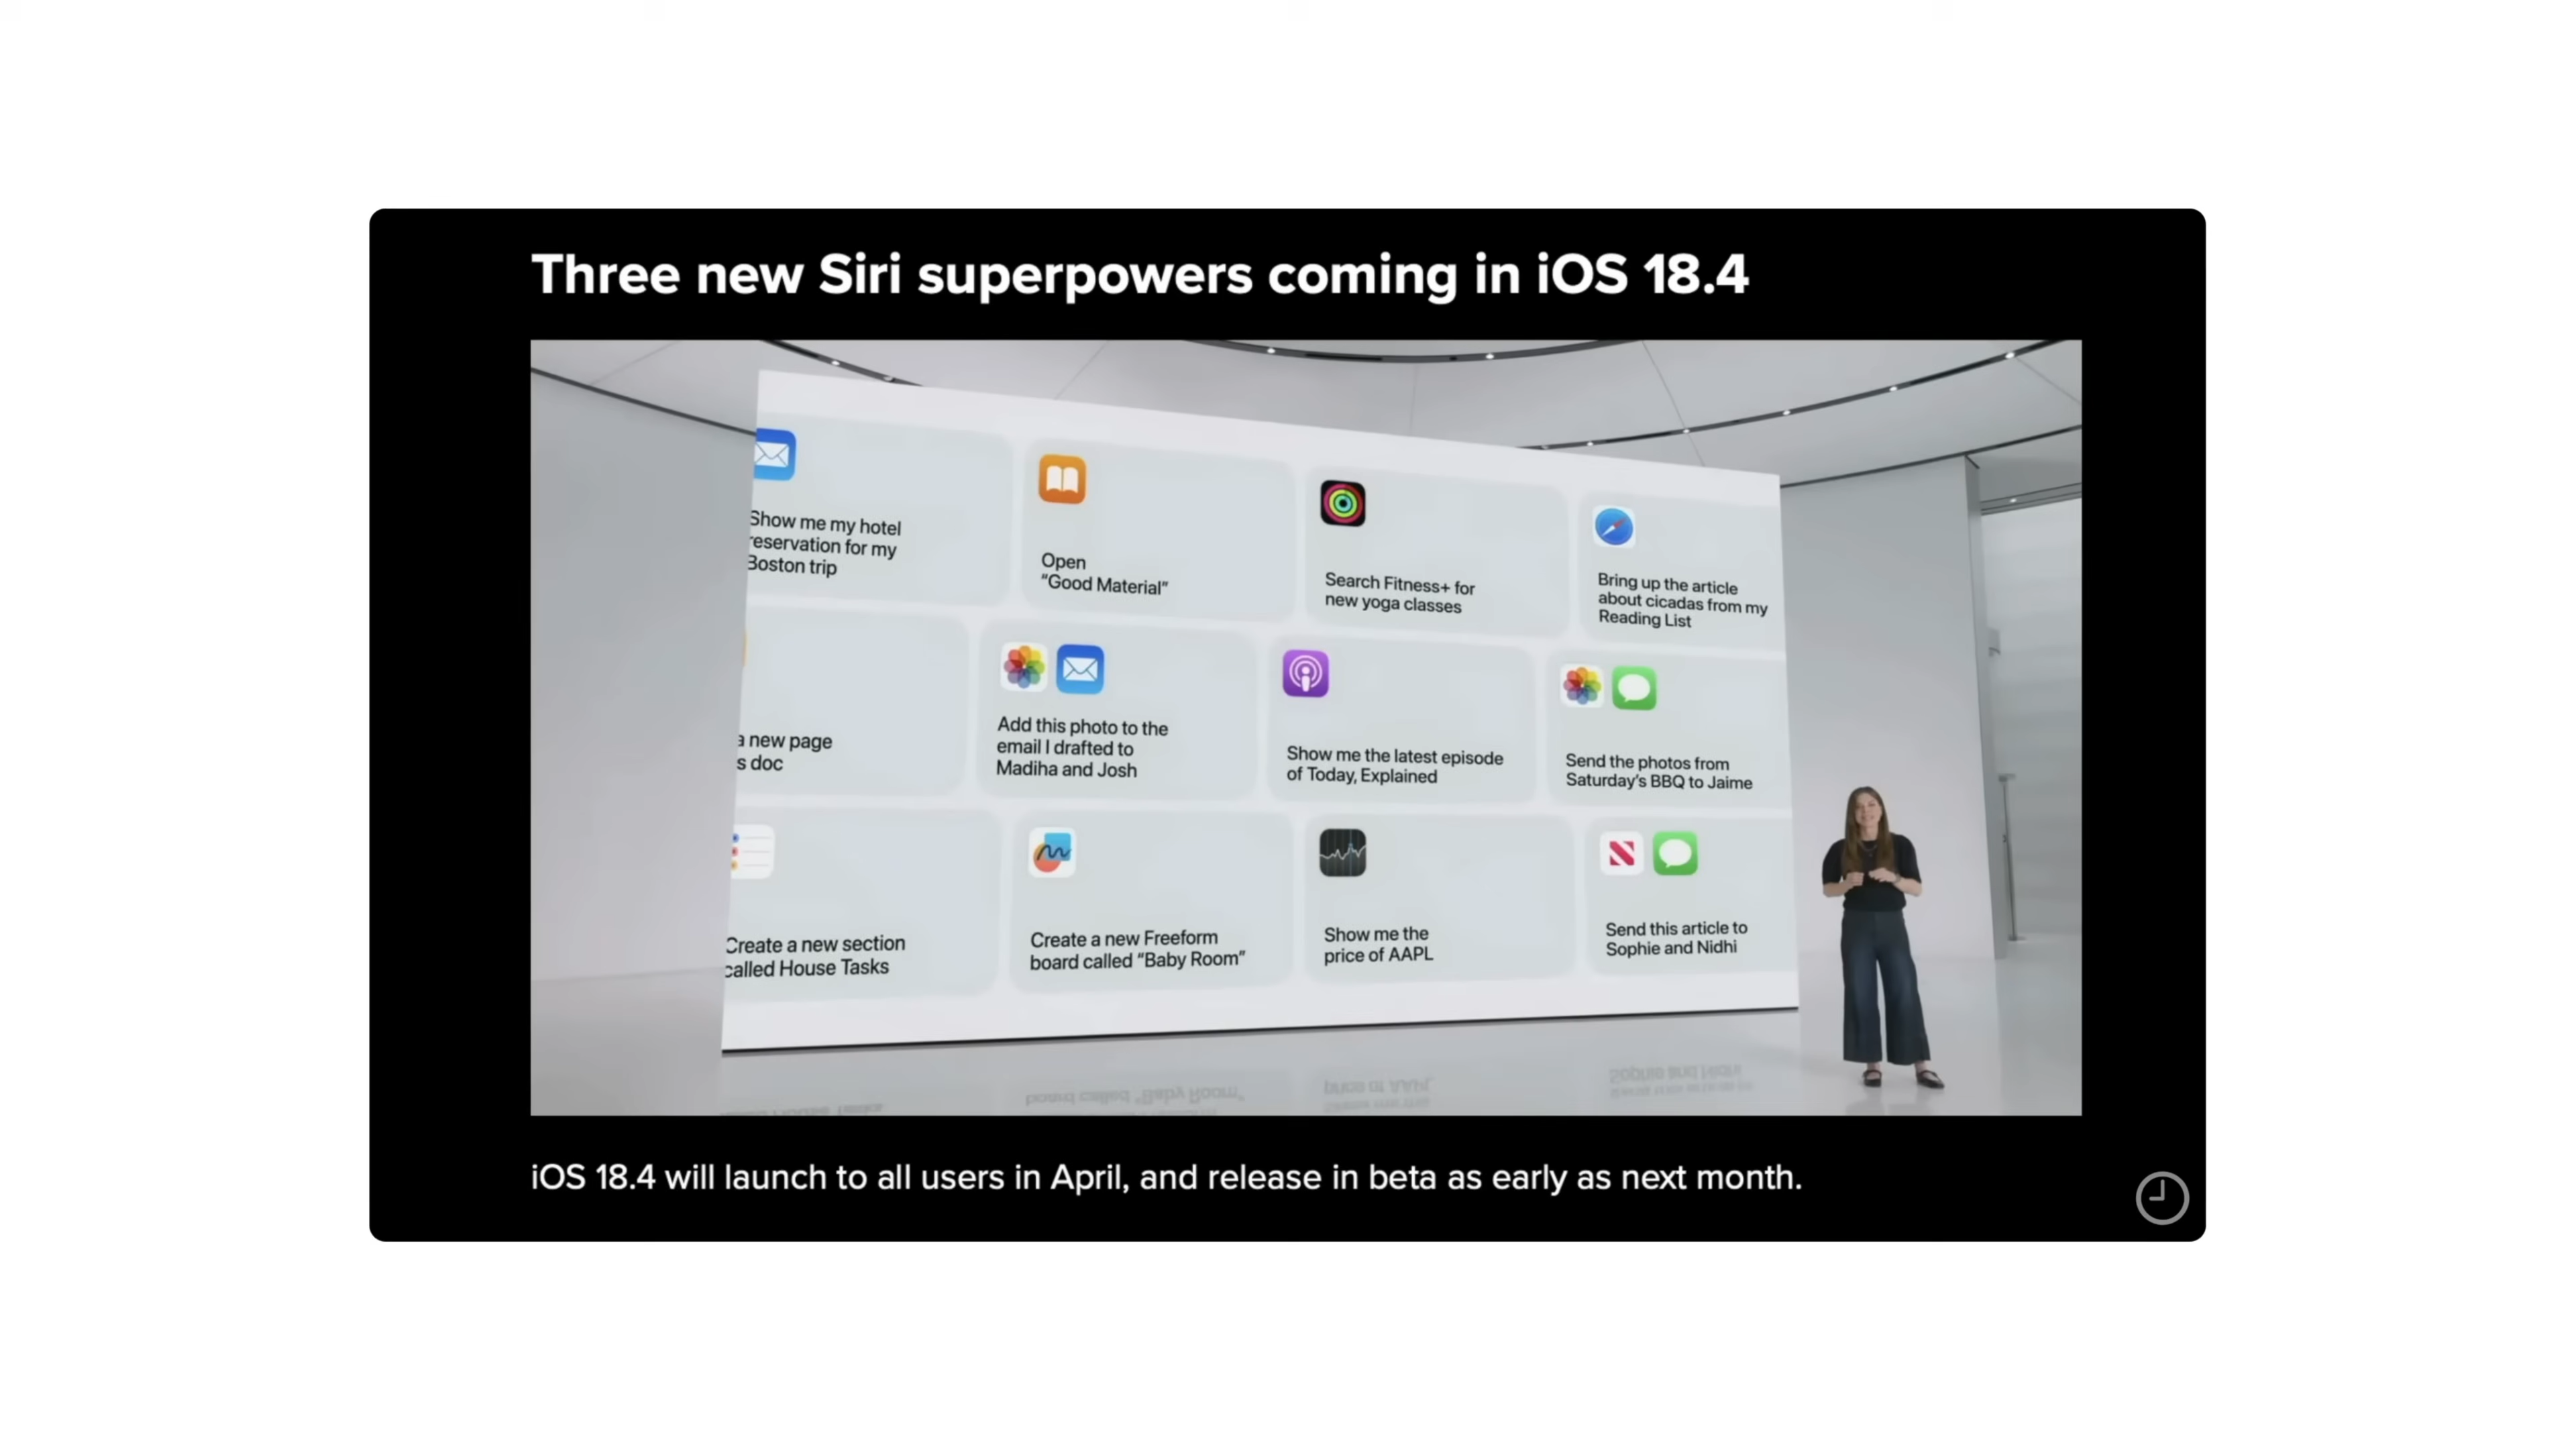 Three new Siri superpowers coming in iOS 18.4
Show me my hotel
reservation for my
Boston trip
Open
“Good Material”
Search Fitness+ for
new yoga classes
Bring up the article
about cicadas from my
Reading List
a new page
s doc
Add this photo to the
email I drafted to
Madiha and Josh
Show me the latest episode
of Today, Explained
Send the photos from
Saturday’s BBQ to Jaime
Create a new section
called House Tasks
Create a new Freeform
board called “Baby Room”
Show me the
price of AAPL
Send this article to
Sophie and Nidhi
iOS 18.4 will launch to all users in April, and release in beta as early as next month.